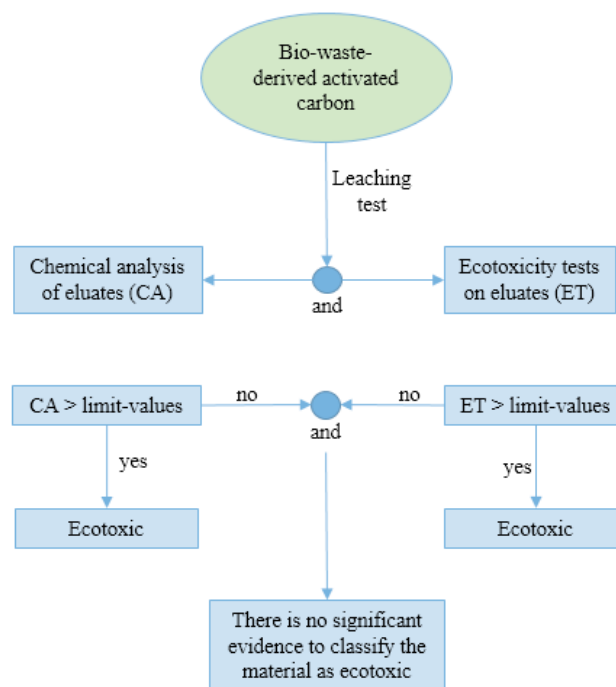 Bio-waste-
derived activated
carbon
Leaching
test
Chemical analysis
of eluates (CA)
and
Ecotoxicity tests
on eluates (ET)
CA > limit-values
no
and
no
ET > limit-values
yes
yes
Ecotoxic
Ecotoxic
There is no significant
evidence to classify the
material as ecotoxic